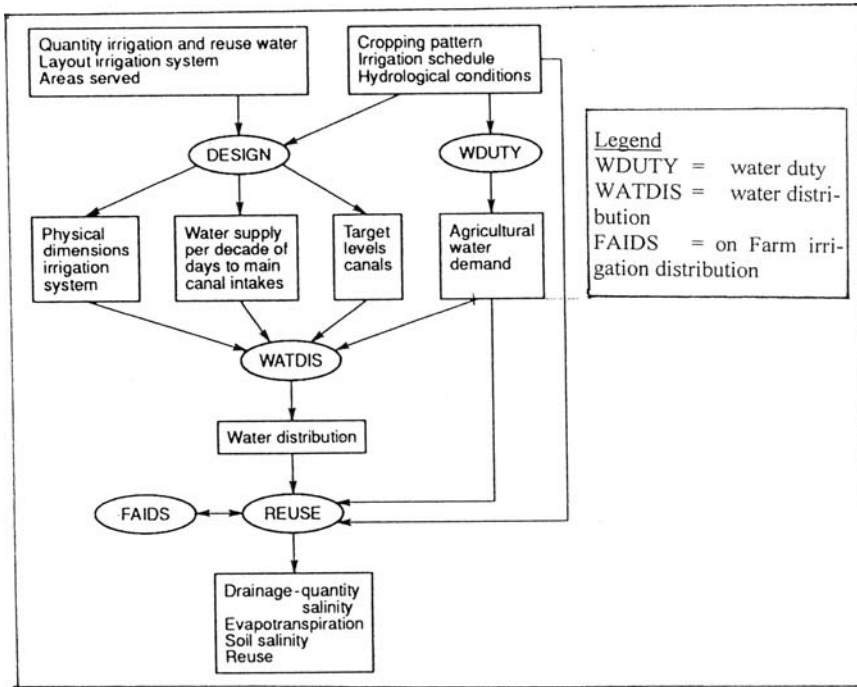 Quantity irrigation and reuse water
Layout irrigation system
Areas served
Cropping pattern
Irrigation schedule
Hydrological conditions
DESIGN
WDUTY
Physical
dimensions
irrigation
system
Water supply
per decade of
days to main
canal intakes
Target
levels
canals
Agricultural
water
demand
WATDIS
Water distribution
FAIDS
REUSE
Drainage-quantity
salinity
Evapotranspiration
Soil salinity
Reuse
Legend
WDUTY = water duty
WATDIS = water distri-
bution
FAIDS = on Farm irri-
gation distribution